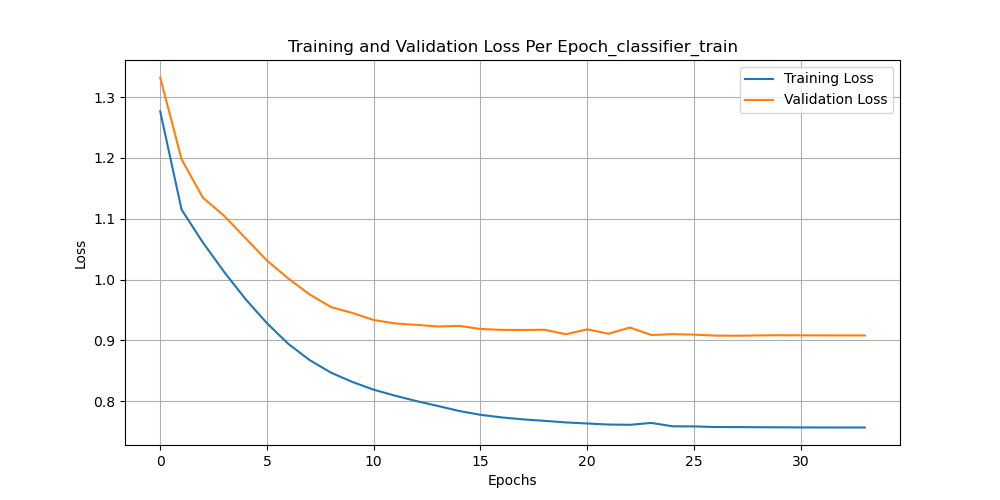 Training and Validation Loss Per Epoch_classifier_train
Training Loss
Validation Loss
1.3
1.2
1.1
1.0
0.9
0.8
Loss
0 5 10 15 20 25 30
Epochs